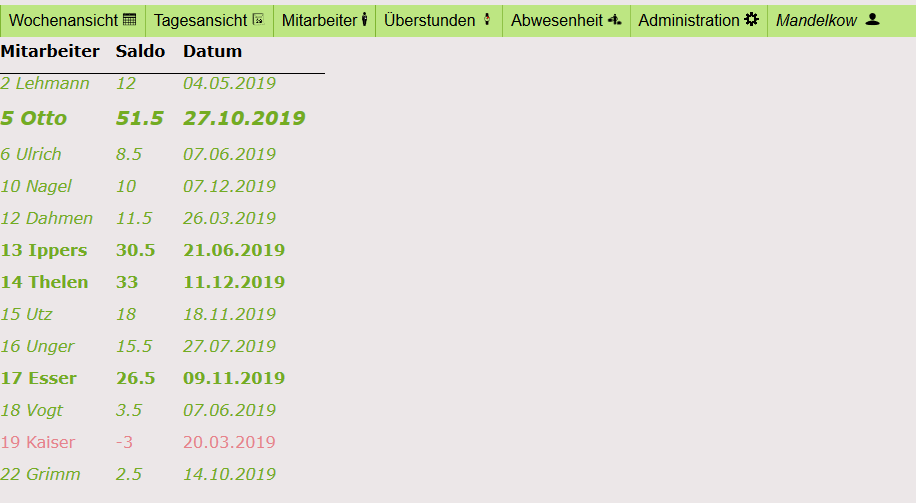 Wochenansicht Tagesansicht Mitarbeiter Überstunden Abwesenheit Administration Mandelkow
Mitarbeiter Saldo Datum
2 Lehmann 12 04.05.2019
5 Otto 51.5 27.10.2019
6 Ulrich 8.5 07.06.2019
10 Nagel 10 07.12.2019
12 Dahmen 11.5 26.03.2019
13 Ippers 30.5 21.06.2019
14 Thelen 33 11.12.2019
15 Utz 18 18.11.2019
16 Unger 15.5 27.07.2019
17 Esser 26.5 09.11.2019
18 Vogt 3.5 07.06.2019
19 Kaiser -3 20.03.2019
22 Grimm 2.5 14.10.2019